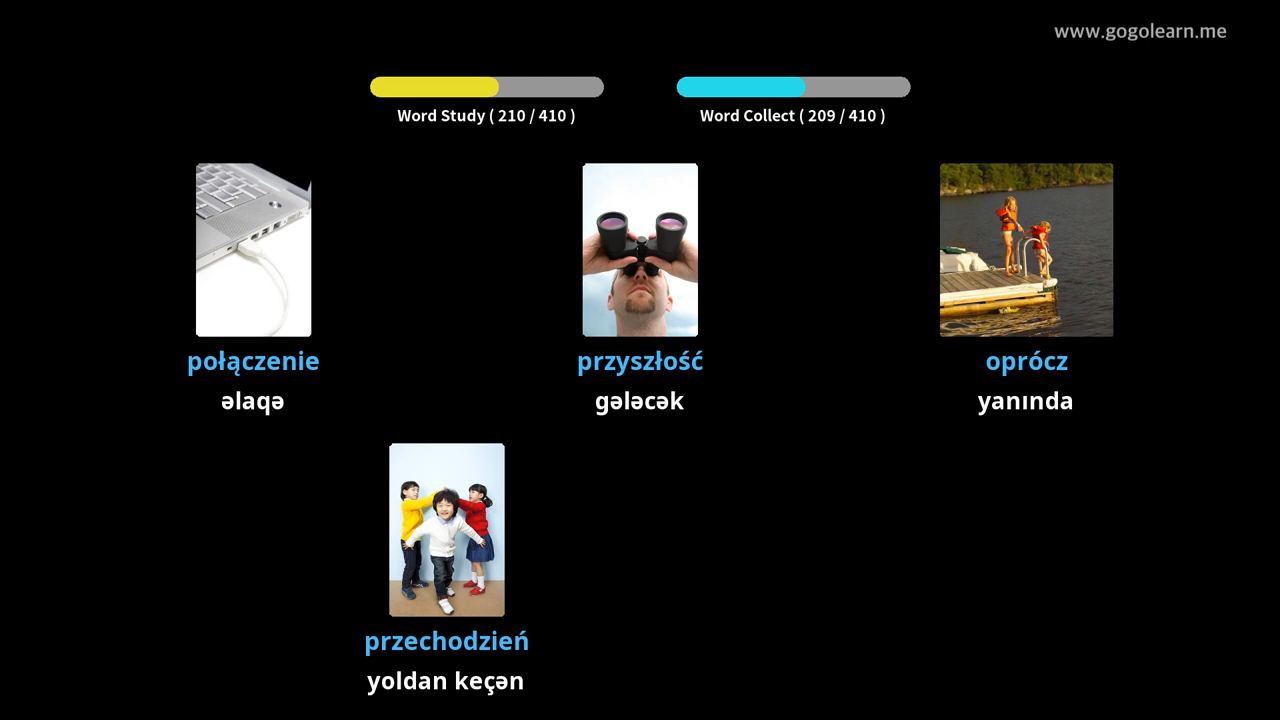 www.gogolearn.me
Word Study ( 210 / 410 )
Word Collect ( 209 / 410 )
połączenie
əlaqə
przyszłość
gələcək
oprócz
yanında
przechodzień
yoldan keçən